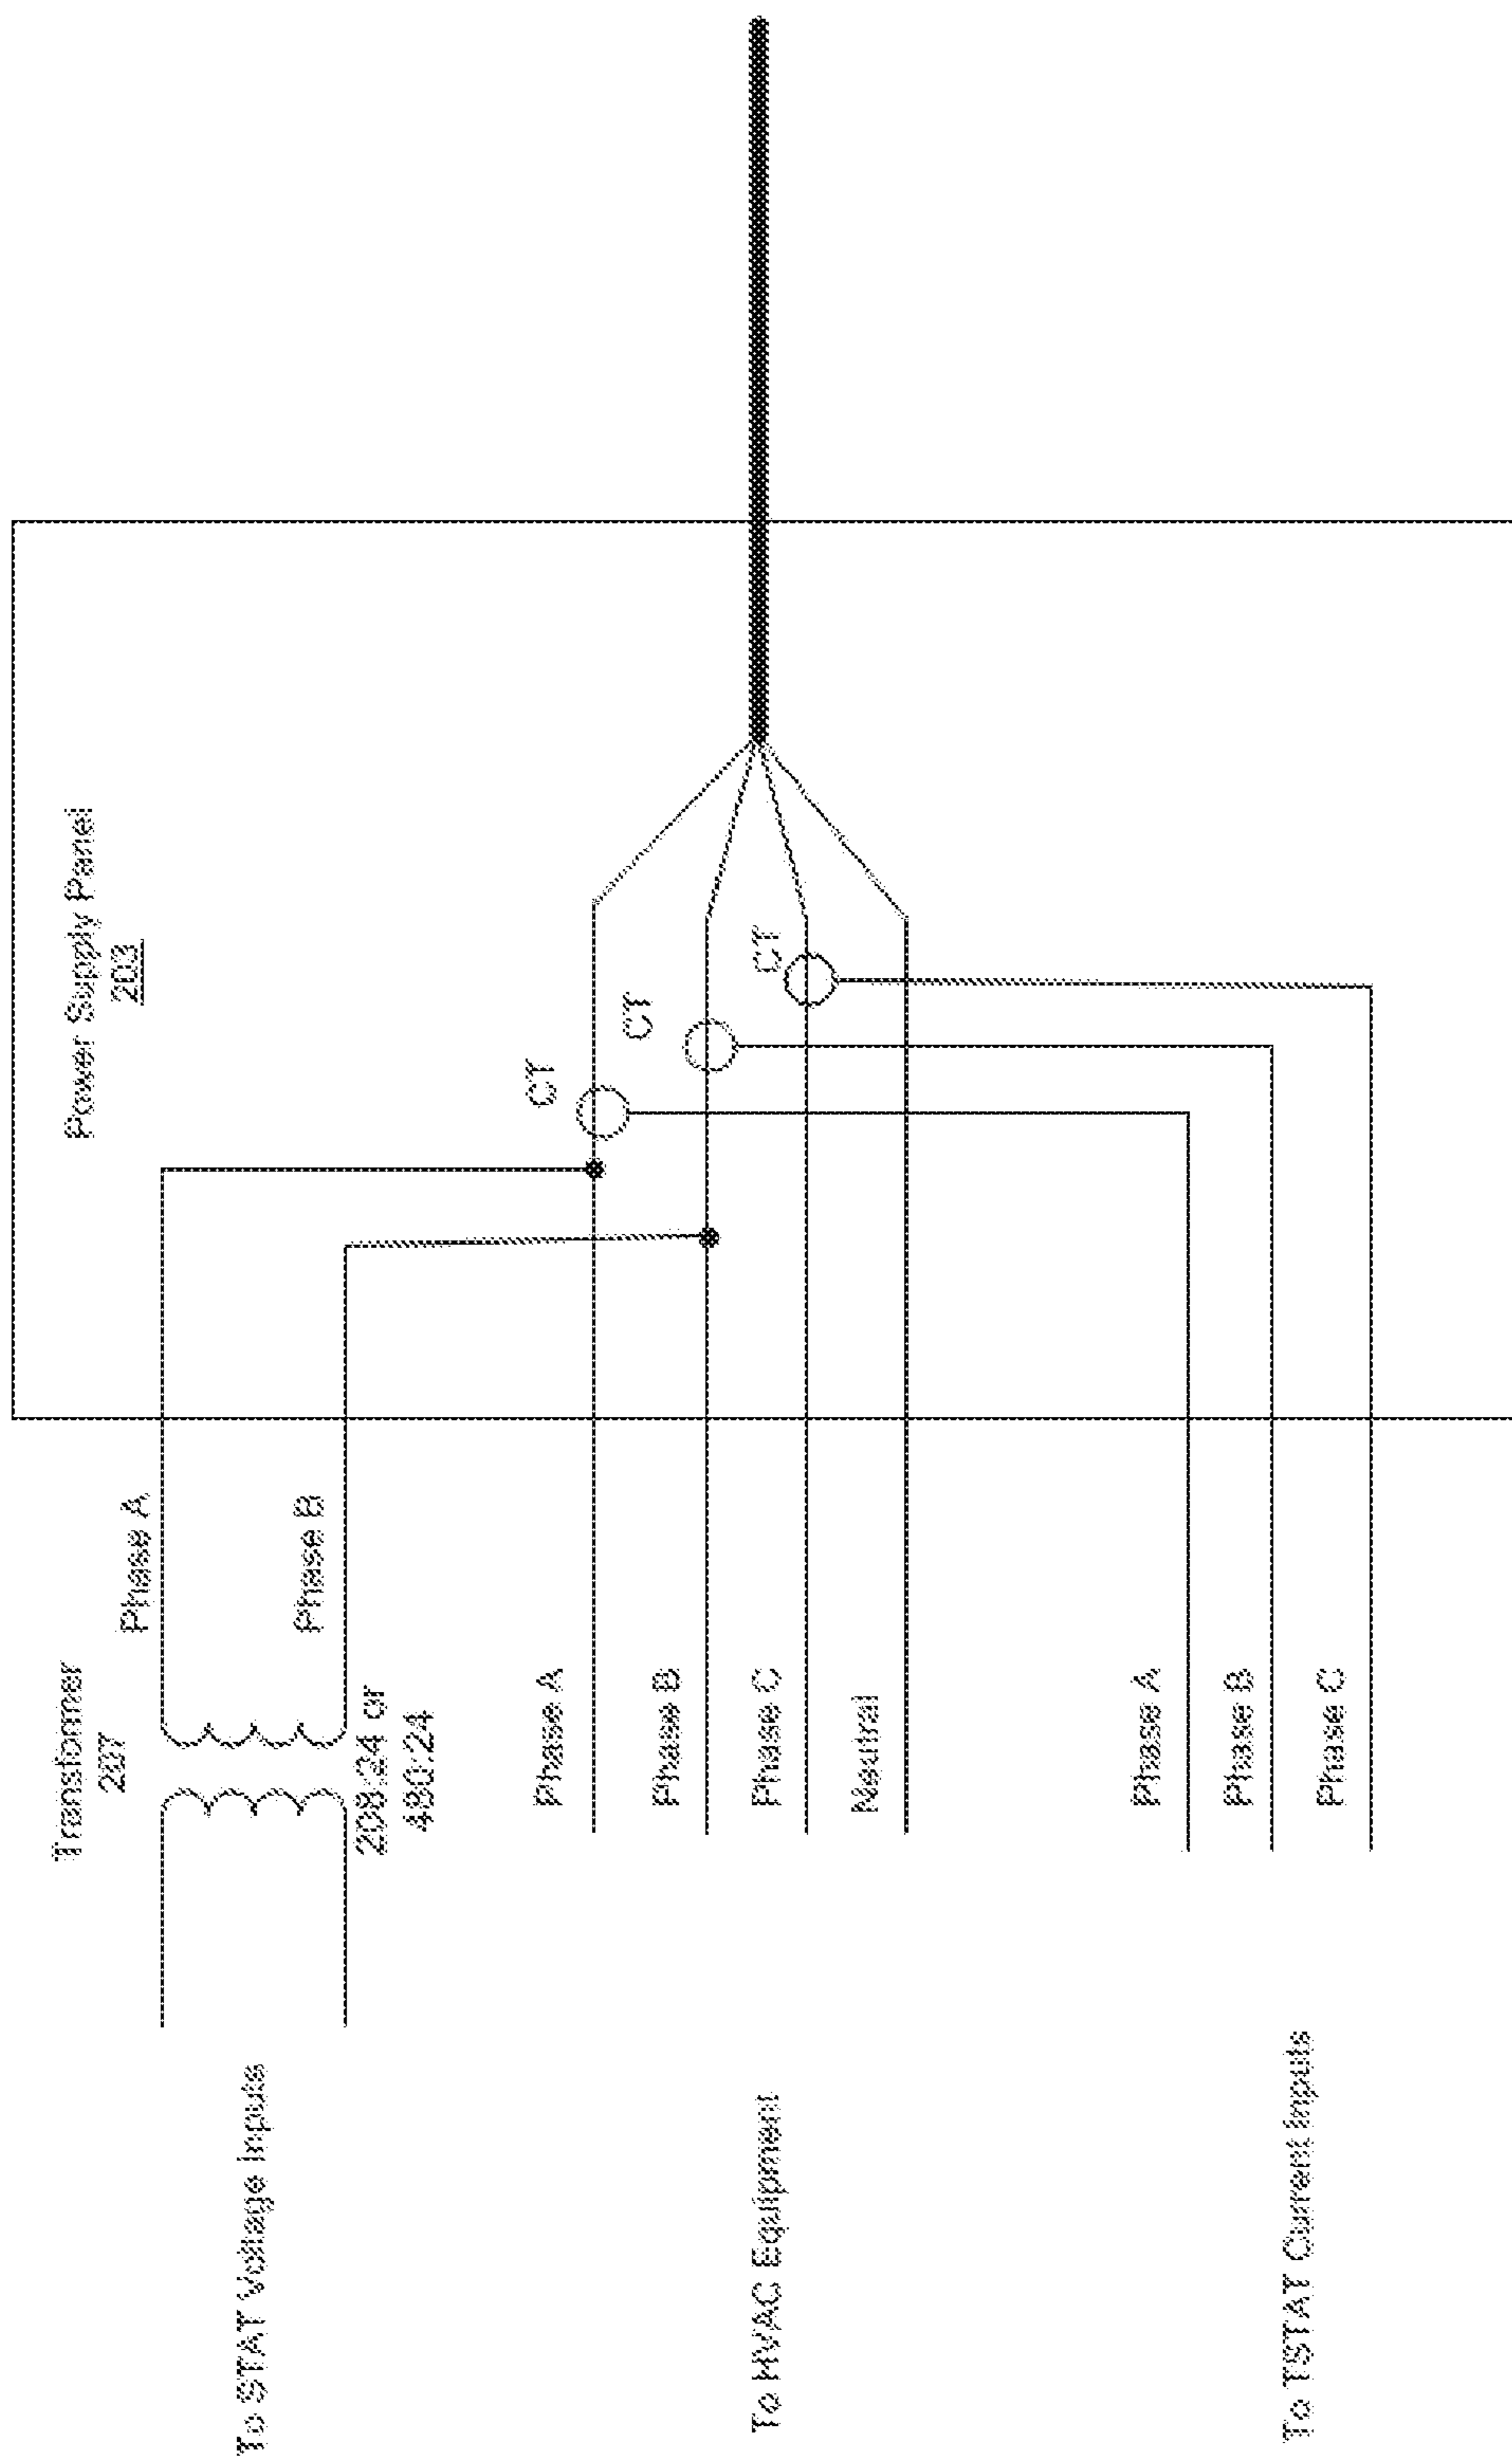 Power Supply Panel
203
CT
CT
CT
Transformer
207
Phase A
Phase B
208:24 or
480:24
To STAT Voltage Inputs
Phase A
Phase B
Phase C
Neutral
To HVAC Equipment
Phase A
Phase B
Phase C
To TSTAT Current Inputs